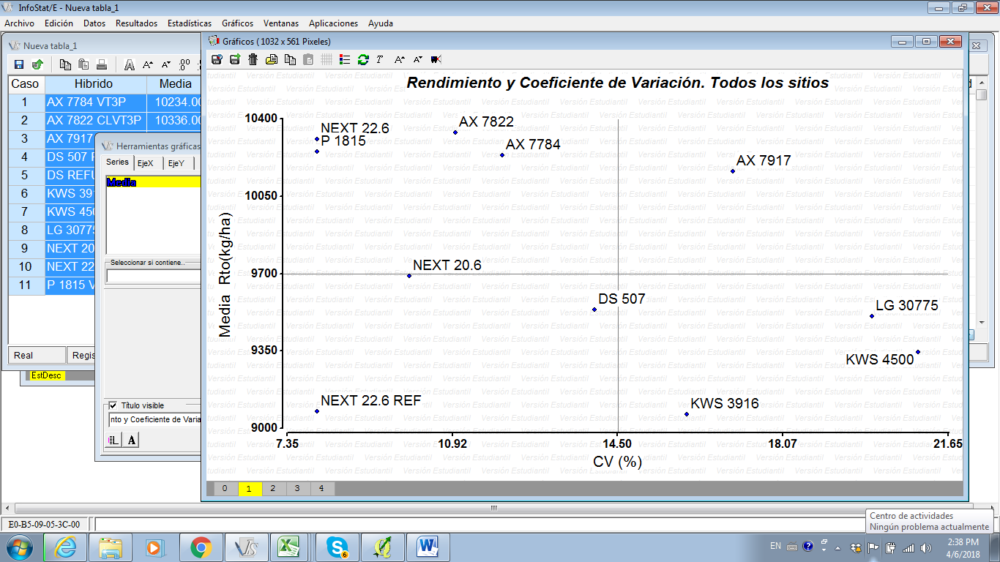 InfoStat/E - Nueva tabla_1
Archivo Edición Datos Resultados Estadísticas Gráficos Ventanas Aplicaciones Ayuda
Nueva tabla_1
Caso Hibrido Media
1 AX 7784 VT3P 10234.00
2 AX 7822 CLVT3P 10336.00
3 AX 7917
4 DS 507
5 DS REFU
6 KWS 391
7 KWS 450
8 LG 30775
9 NEXT 20
10 NEXT 22
11 P 1815 V
Real Regis
EstDesc
Herramientas gráficas
Series EjeX EjeY
Media
Seleccionar si contiene..
Título visible
nto y Coeficiente de Varia
Gráficos ( 1032 x 561 Pixeles)
Rendimiento y Coeficiente de Variación. Todos los sitios
Versión Estudiantil
10400
10050
9700
9350
9000
Media Rto(kg/ha)
NEXT 22.6
P 1815
AX 7822
AX 7784
AX 7917
NEXT 20.6
DS 507
LG 30775
KWS 4500
NEXT 22.6 REF
KWS 3916
7.35 10.92 14.50 18.07 21.65
CV (%)
0 1 2 3 4
E0-B5-09-05-3C-00
Centro de actividades
Ningún problema actualmente
EN
2:38 PM
4/6/2018